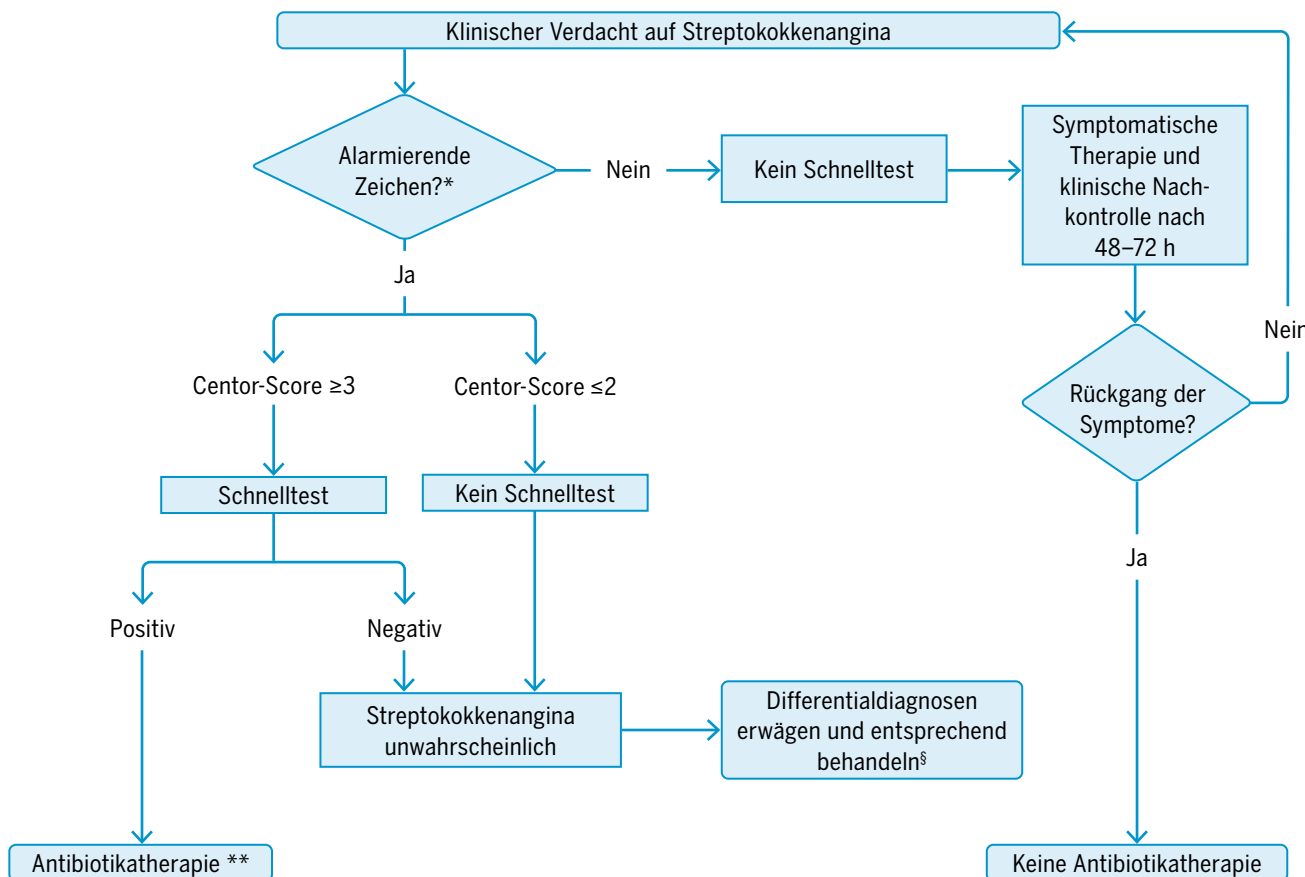 Klinischer Verdacht auf Streptokokkenangina
Alarmierende
Zeichen?*
Nein
Kein Schnelltest
Symptomatische
Therapie und
klinische Nach-
kontrolle nach
48–72 h
Ja
Nein
Centor-Score ≥3
Centor-Score ≤2
Rückgang der
Symptome?
Schnelltest
Kein Schnelltest
Ja
Positiv
Negativ
Streptokokkenangina
unwahrscheinlich
Differentialdiagnosen
erwägen und entsprechend
behandeln§
Antibiotikatherapie **
Keine Antibiotikatherapie